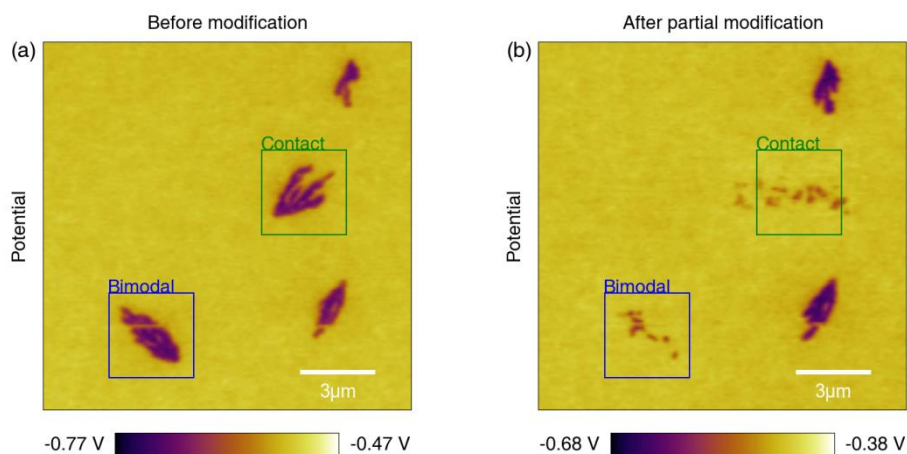 Before modification
(a)
Potential
Contact
Bimodal
3μm
-0.77 V
-0.47 V
After partial modification
(b)
Potential
Contact
Bimodal
3μm
-0.68 V
-0.38 V